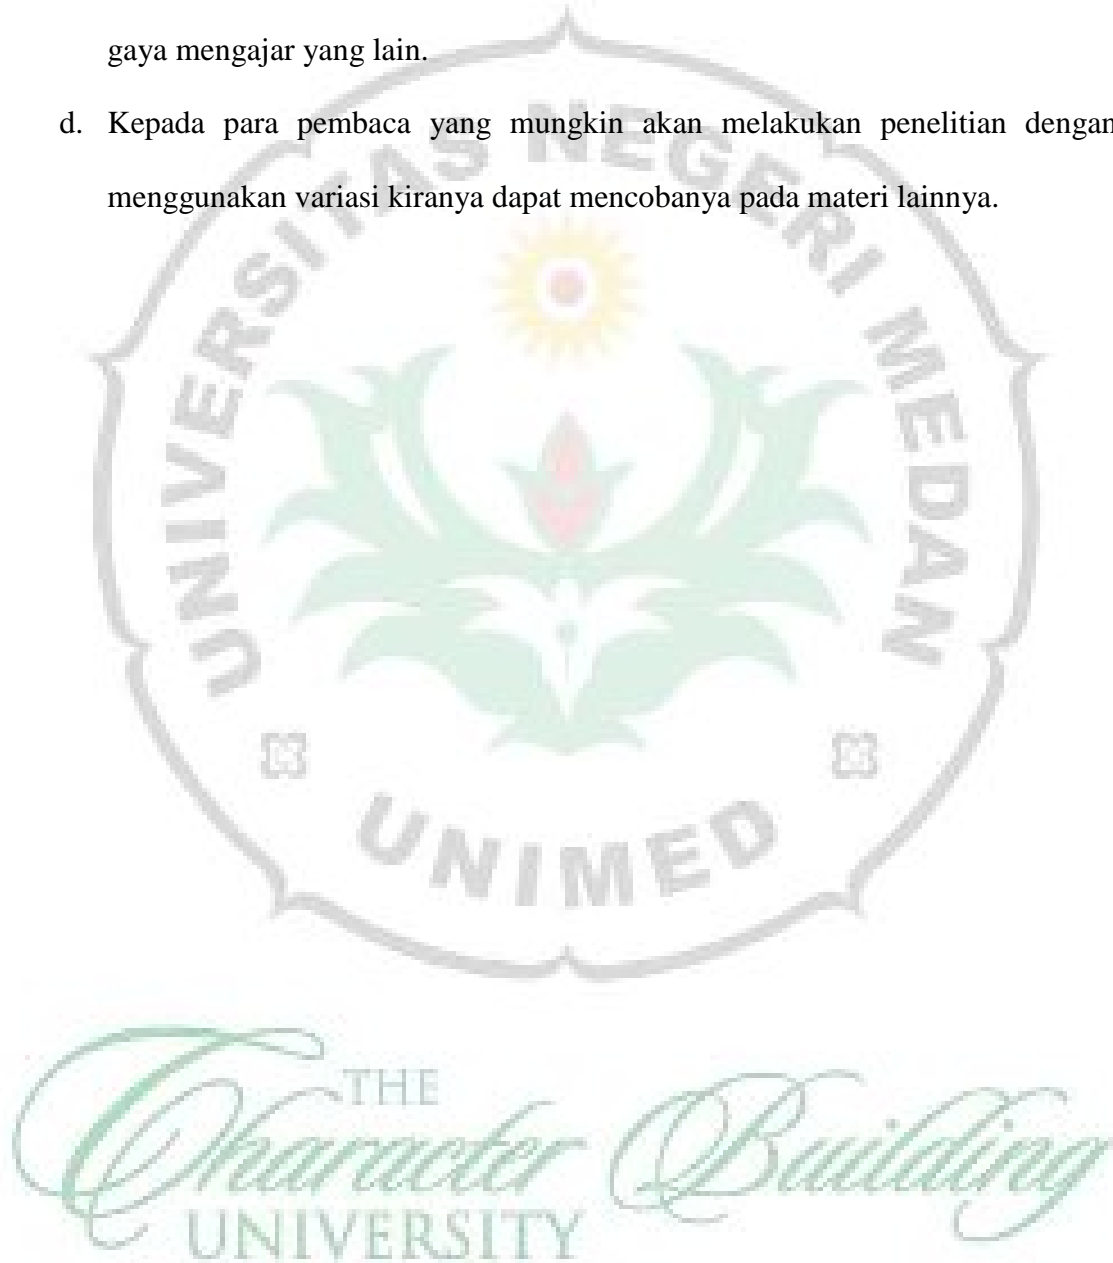 gaya mengajar yang lain.
d. Kepada para pembaca yang mungkin akan melakukan penelitian dengan
menggunakan variasi kiranya dapat mencobanya pada materi lainnya.
UNIVERSITAS NEGERI MEDAN
UNIMED
THE
Character Building
UNIVERSITY